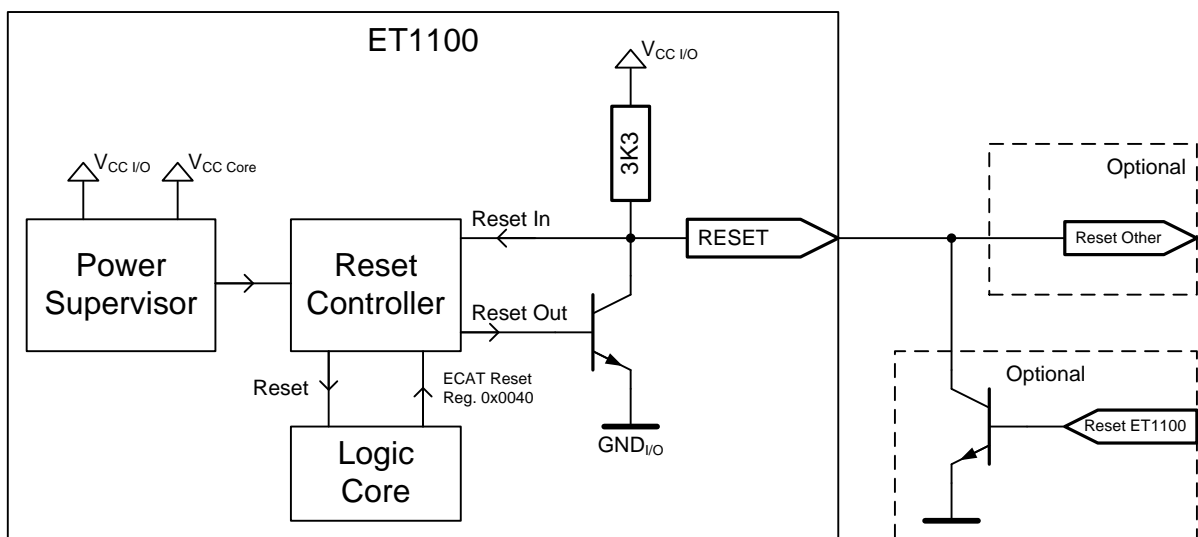 ET1100
VCC I/O
3K3
VCC I/O
VCC Core
Power
Supervisor
Reset
Controller
Reset In
Reset Out
RESET
Optional
Reset Other
Reset
ECAT Reset
Reg. 0x0040
Logic
Core
GNDI/O
Optional
Reset ET1100